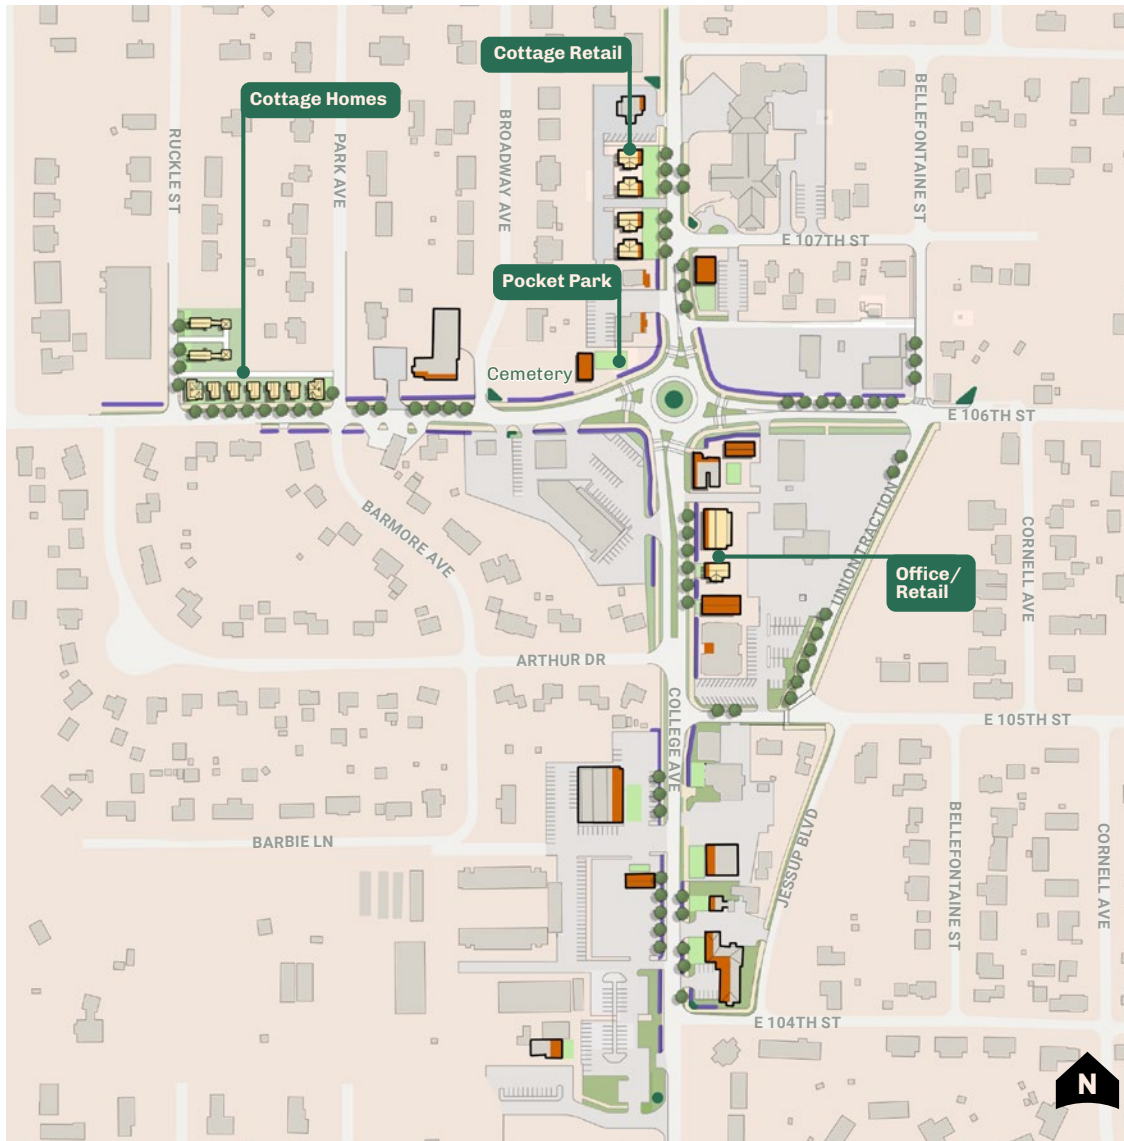 Cottage Retail
Cottage Homes
BELLEFONTAINE ST
BROADWAY AVE
RUCKLE ST
PARK AVE
E 107TH ST
Pocket Park
Cemetery
E 106TH ST
BARMORE AVE
UNION TRACTION
CORNELL AVE
Office/
Retail
ARTHUR DR
COLLEGE AVE
E 105TH ST
BARBIE LN
JESSUP BLVD
BELLEFONTAINE ST
CORNELL AVE
E 104TH ST
N